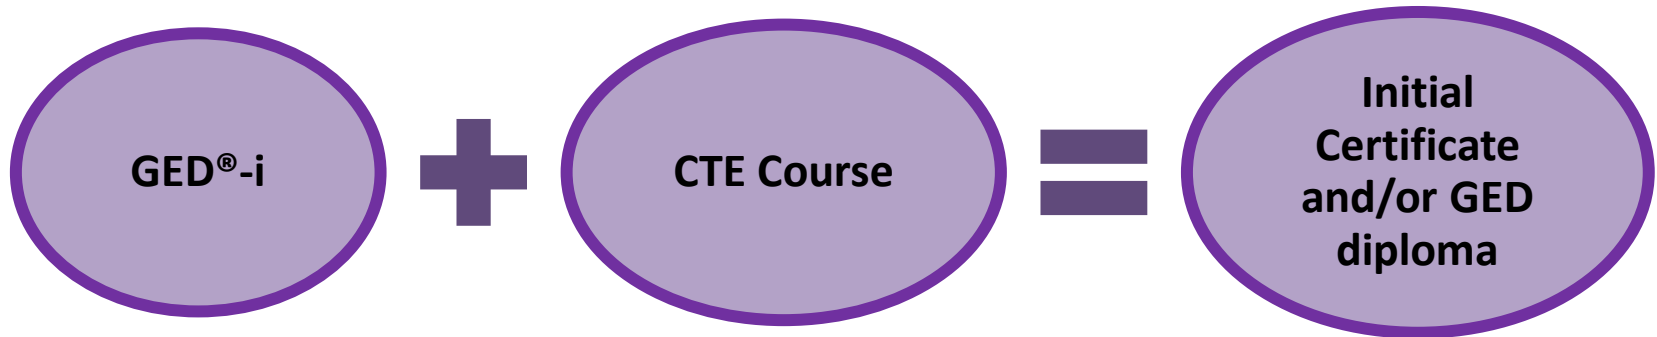 GED®-i
CTE Course
Initial
Certificate
and/or GED
diploma